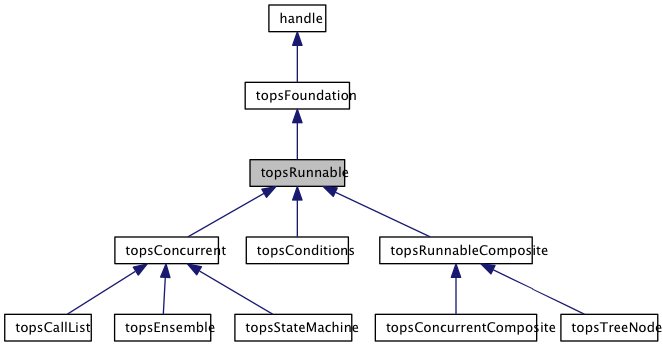 handle
topsFoundation
topsRunnable
topsConcurrent
topsConditions
topsRunnableComposite
topsCallList
topsEnsemble
topsStateMachine
topsConcurrentComposite
topsTreeNode